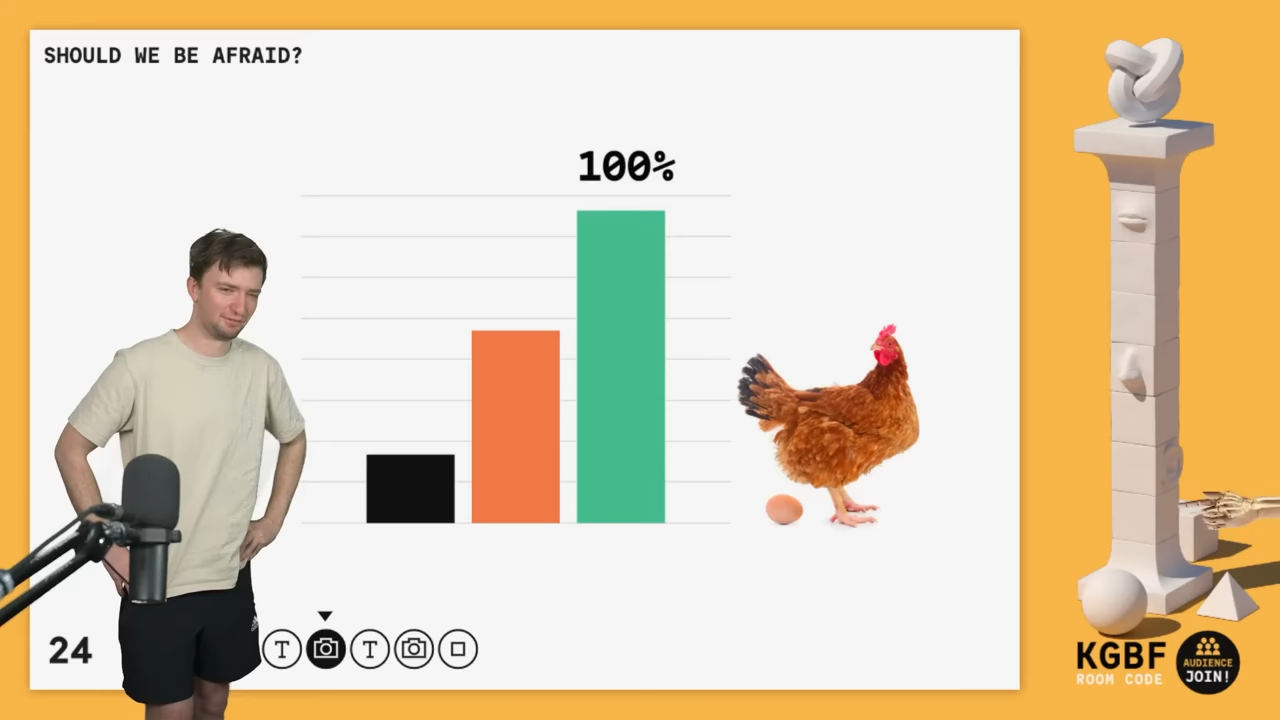 SHOULD WE BE AFRAID?
100%
24
T
T
KGBF
ROOM CODE
AUDIENCE
JOIN!